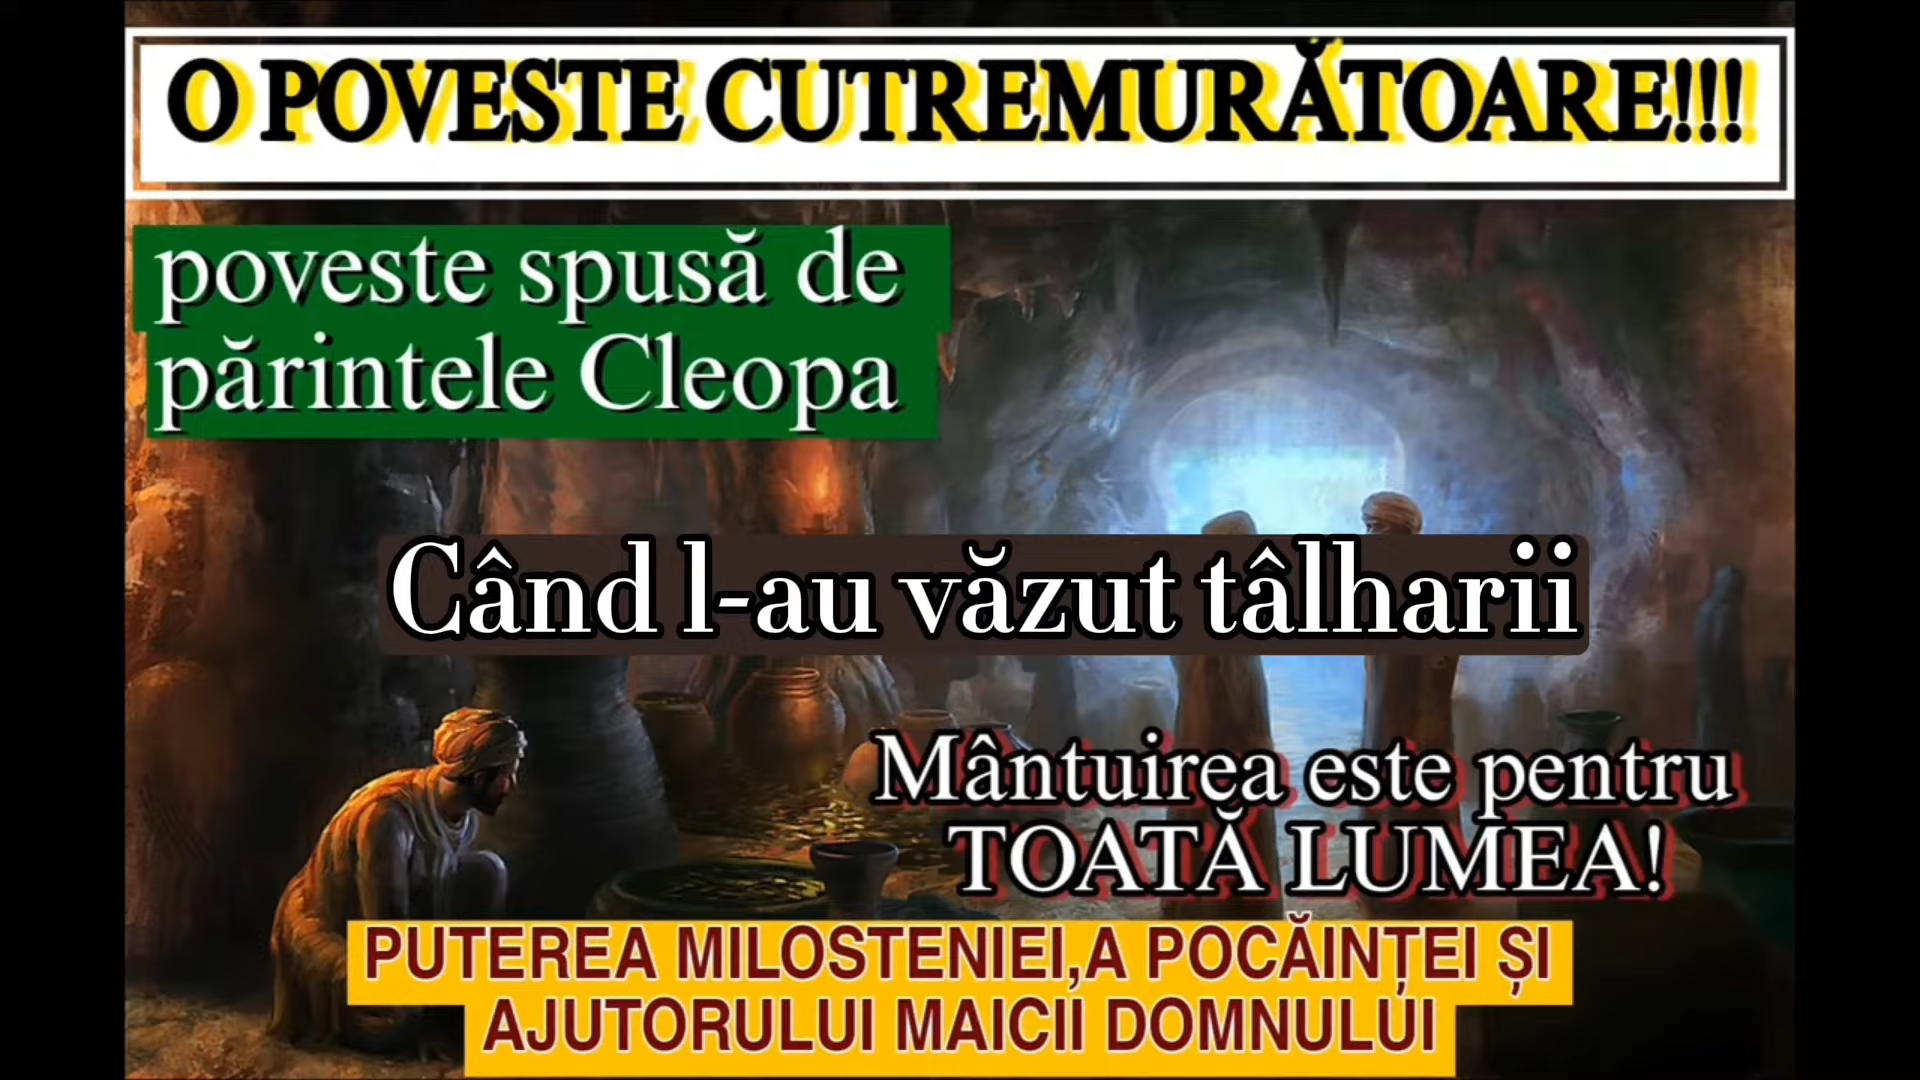 O POVESTE CUTREMURĂTOARE!!!
poveste spusă de
părintele Cleopa
Când l-au văzut tâlharii
Mântuirea este pentru
TOATĂ LUMEA!
PUTEREA MILOSTENIEI,A POCĂINȚEI ȘI
AJUTORULUI MAICII DOMNULUI